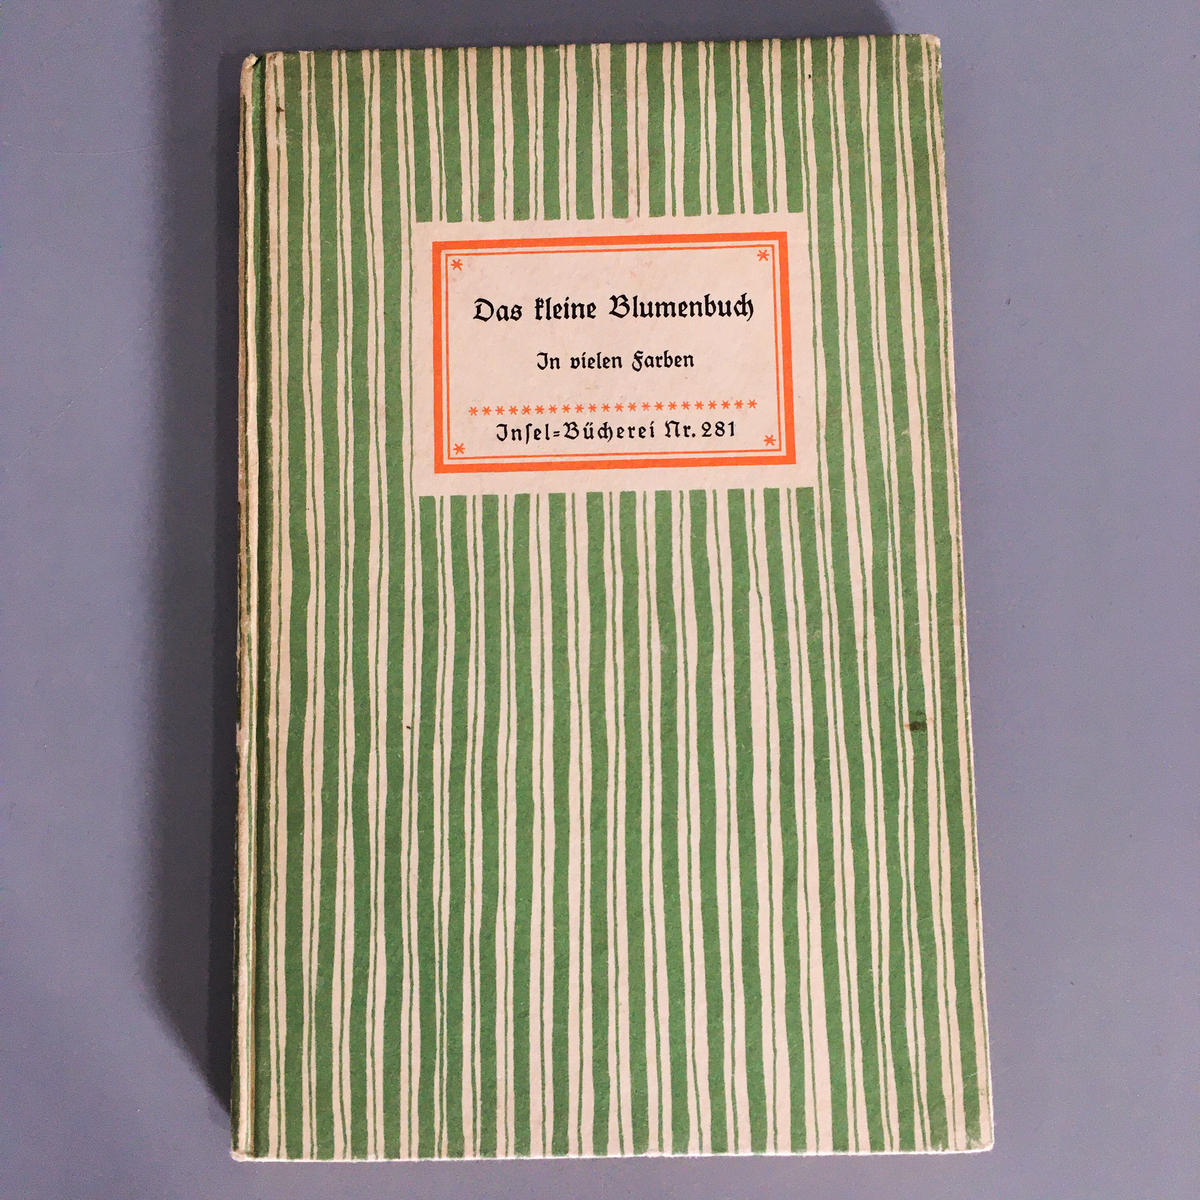 Das kleine Blumenbuch
In vielen Farben
Inſel=Bücherei Nr. 281